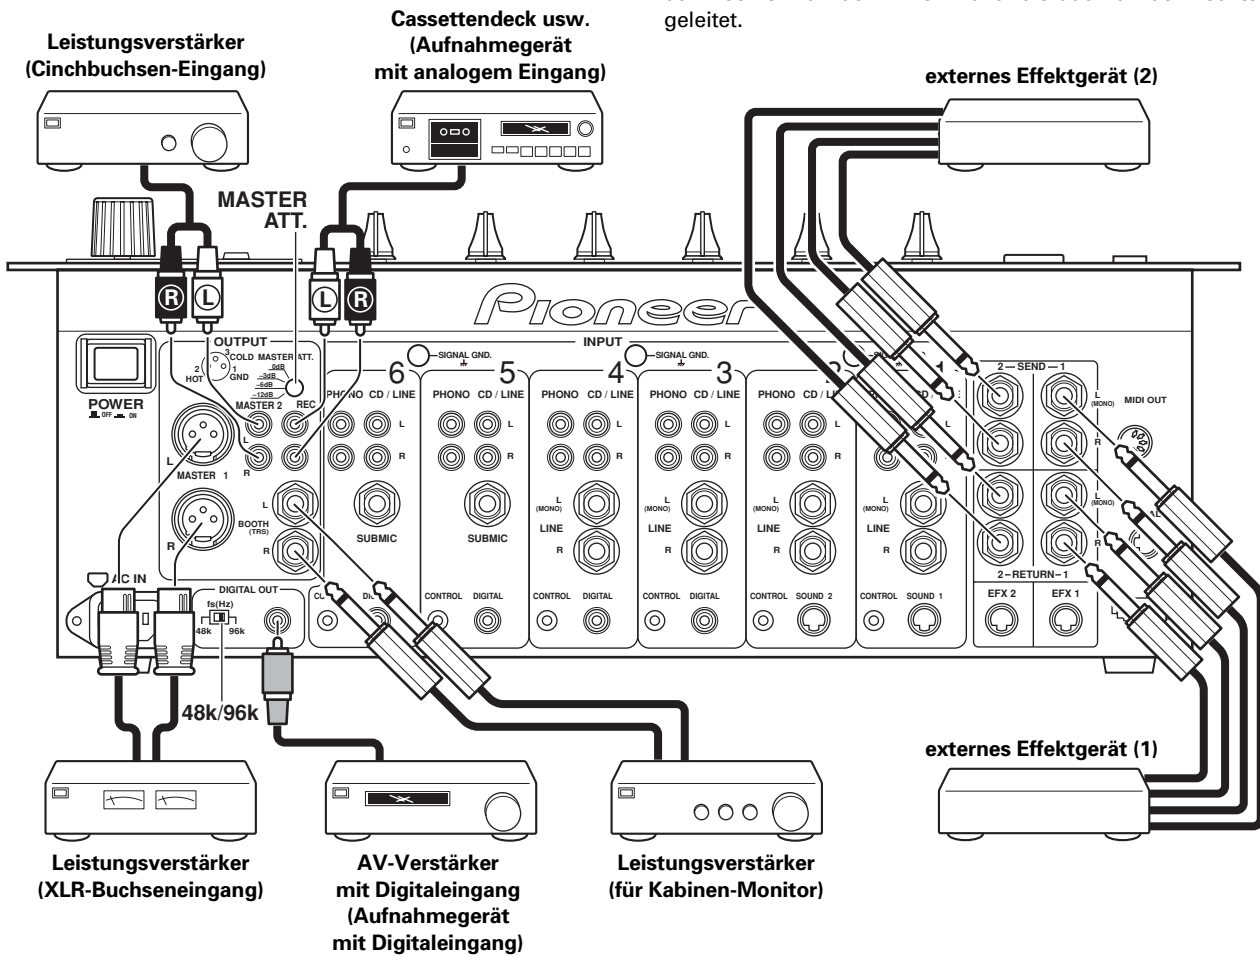 geleitet.
Cassettendeck usw.
(Aufnahmegerät
mit analogem Eingang)
Leistungsverstärker
(Cinchbuchsen-Eingang)
externes Effektgerät (2)
MASTER
ATT.
R L
L R
Pioneer
OUTPUT
INPUT
3 COLD MASTER ATT.
2 1
HOT GND
0dB
–3dB
–6dB
–12dB
MASTER 2 REC
POWER
OFF ON
SIGNAL GND.
SIGNAL GND.
6 5 4 3
PHONO CD / LINE
PHONO CD / LINE
PHONO CD / LINE
PHONO CD / LINE
PHONO CD / LINE
2 – SEND – 1
L
(MONO)
MIDI OUT
L L L L L L
R R R R R R
L
MASTER 1
R
L
BOOTH
(TRS)
R
SUBMIC
SUBMIC
L
(MONO)
LINE
R
L
(MONO)
LINE
R
L
(MONO)
LINE
R
L
(MONO)
LINE
R
R
L
(MONO)
R
2 – RETURN – 1
EFX 2 EFX 1
AC IN
DIGITAL OUT
fs(Hz)
48k 96k
CONTROL DIGITAL
CONTROL DIGITAL
CONTROL DIGITAL
CONTROL SOUND 2
CONTROL SOUND 1
48k/96k
externes Effektgerät (1)
Leistungsverstärker
(XLR-Buchseneingang)
AV-Verstärker
mit Digitaleingang
(Aufnahmegerät
mit Digitaleingang)
Leistungsverstärker
(für Kabinen-Monitor)